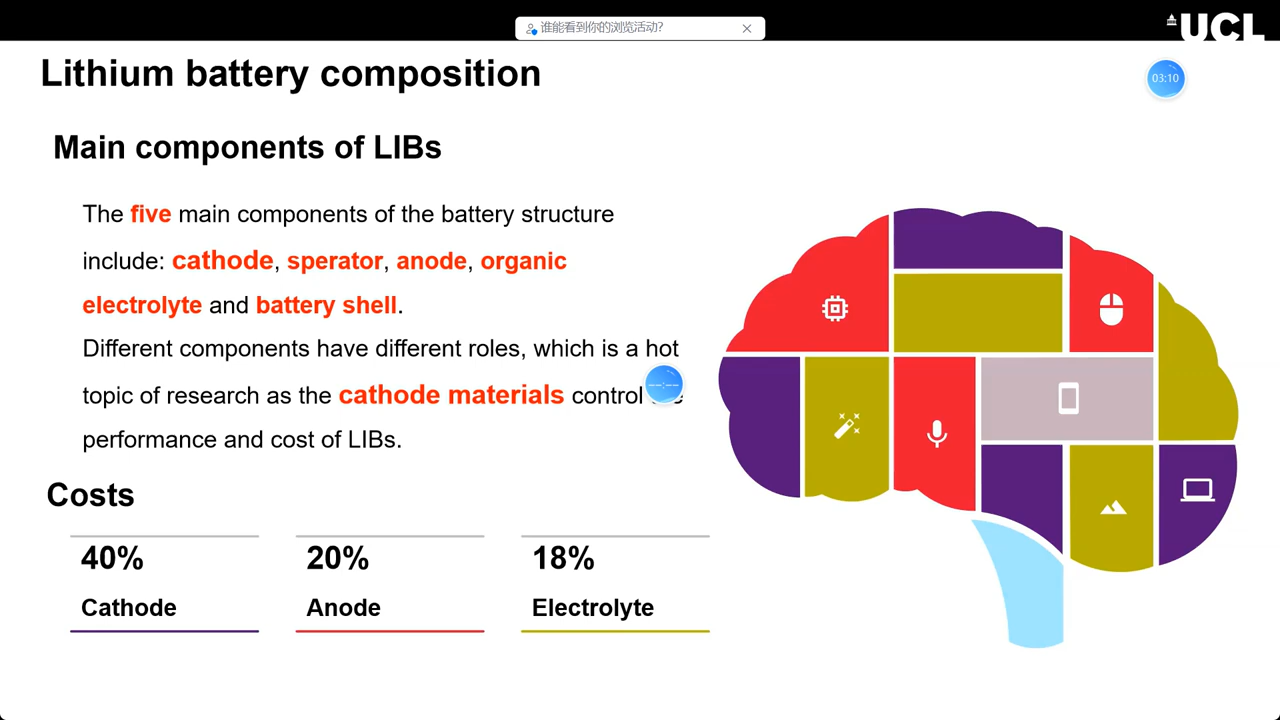 谁能看到你的浏览活动?
UCL
Lithium battery composition
03:10
Main components of LIBs
The five main components of the battery structure
include: cathode, sperator, anode, organic
electrolyte and battery shell.
Different components have different roles, which is a hot
topic of research as the cathode materials control
performance and cost of LIBs.
Costs
40%
20%
18%
Cathode
Anode
Electrolyte